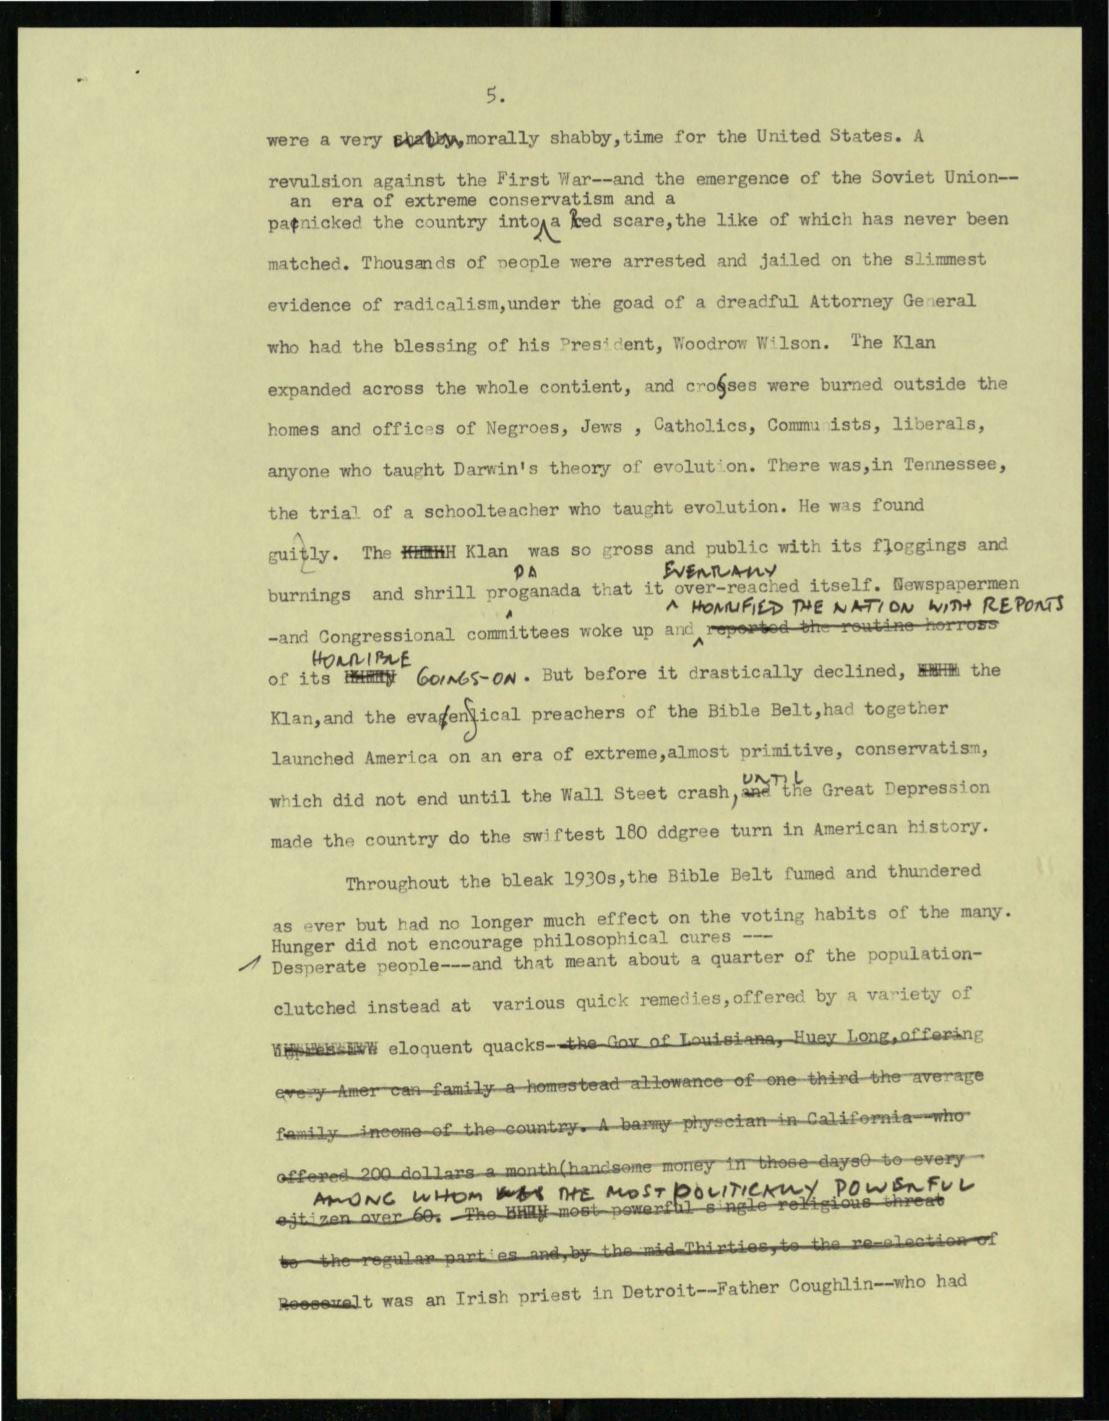 5.
were a very shabby, morally shabby, time for the United States. A
revulsion against the First War--and the emergence of the Soviet Union--
an era of extreme conservatism and a
panicked the country into a Red scare, the like of which has never been
matched. Thousands of people were arrested and jailed on the slimmest
evidence of radicalism,under the goad of a dreadful Attorney General
who had the blessing of his President, Woodrow Wilson. The Klan
expanded across the whole contient, and crosses were burned outside the
homes and offices of Negroes, Jews , Catholics, Communists, liberals,
anyone who taught Darwin's theory of evolution. There was,in Tennessee,
the trial of a schoolteacher who taught evolution. He was found
guitly. The Klan was so gross and public with its floggings and
PA EVENTUALLY
burnings and shrill proganada that it over-reached itself. Newspapermen
HORRIFIED THE NATION WITH REPORTS
-and Congressional committees woke up and reported the routine horross
HORRIBLE
of its GOINGS-ON. But before it drastically declined, the
Klan,and the evagenlical preachers of the Bible Belt,had together
launched America on an era of extreme,almost primitive, conservatism,
UNTIL
which did not end until the Wall Steet crash, and the Great Depression
made the country do the swiftest 180 ddgree turn in American history.
Throughout the bleak 1930s,the Bible Belt fumed and thundered
as ever but had no longer much effect on the voting habits of the many.
Hunger did not encourage philosophical cures ---
Desperate people---and that meant about a quarter of the population-
clutched instead at various quick remedies,offered by a variety of
eloquent quacks--the Gov of Louisiana, Huey Long,offering
every Amer can family a homestead allowance of one third the average
family income of the country. A barmy physcian in California--who
offered 200 dollars a month(handsome money in those days0 to every
AMONG WHOM WAS THE MOST POLITICALLY POWERFUL
ejtizen over 60. The most powerful single religious threat
to the regular parties and,by the mid-Thirties,to the re-election of
Roosevelt was an Irish priest in Detroit--Father Coughlin--who had